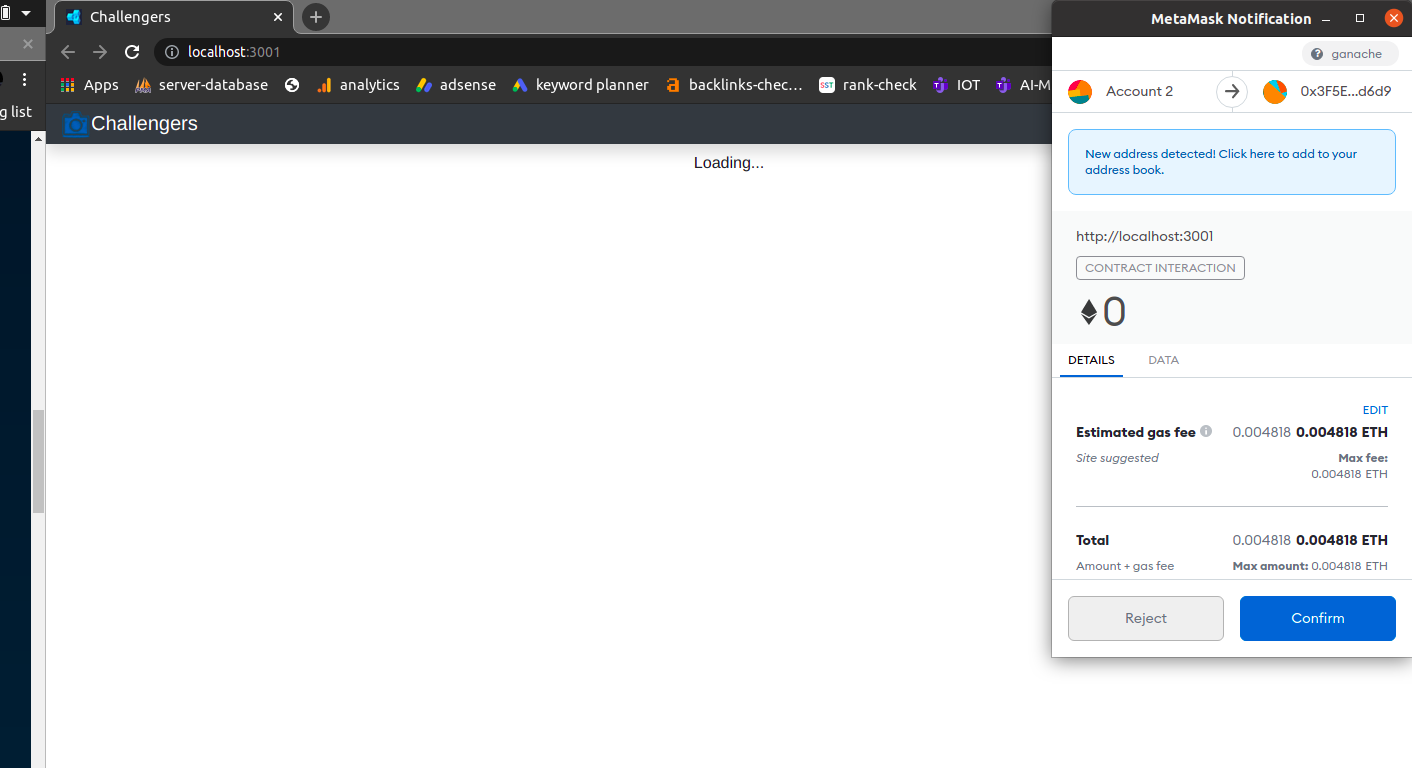 Challengers
localhost:3001
Apps server-database analytics adsense keyword planner backlinks-chec... rank-check IOT AI-M
g list
Challengers
Loading...
MetaMask Notification
ganache
Account 2 0x3F5E...d6d9
New address detected! Click here to add to your
address book.
http://localhost:3001
CONTRACT INTERACTION
0
DETAILS DATA
EDIT
Estimated gas fee 0.004818 0.004818 ETH
Site suggested Max fee:
0.004818 ETH
Total 0.004818 0.004818 ETH
Amount + gas fee Max amount: 0.004818 ETH
Reject Confirm